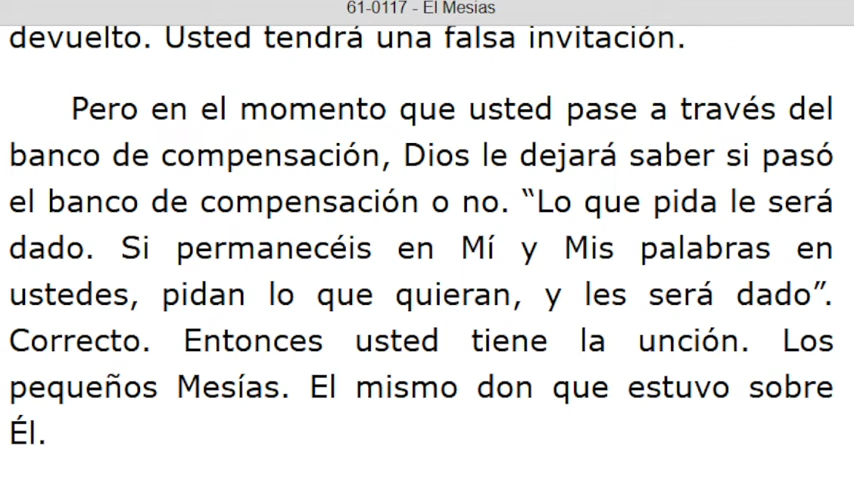 61-0117 - El Mesias
devuelto. Usted tendrá una falsa invitación.
Pero en el momento que usted pase a través del
banco de compensación, Dios le dejará saber si pasó
el banco de compensación o no. “Lo que pida le será
dado. Si permanecéis en Mí y Mis palabras en
ustedes, pidan lo que quieran, y les será dado”.
Correcto. Entonces usted tiene la unción. Los
pequeños Mesías. El mismo don que estuvo sobre
Él.